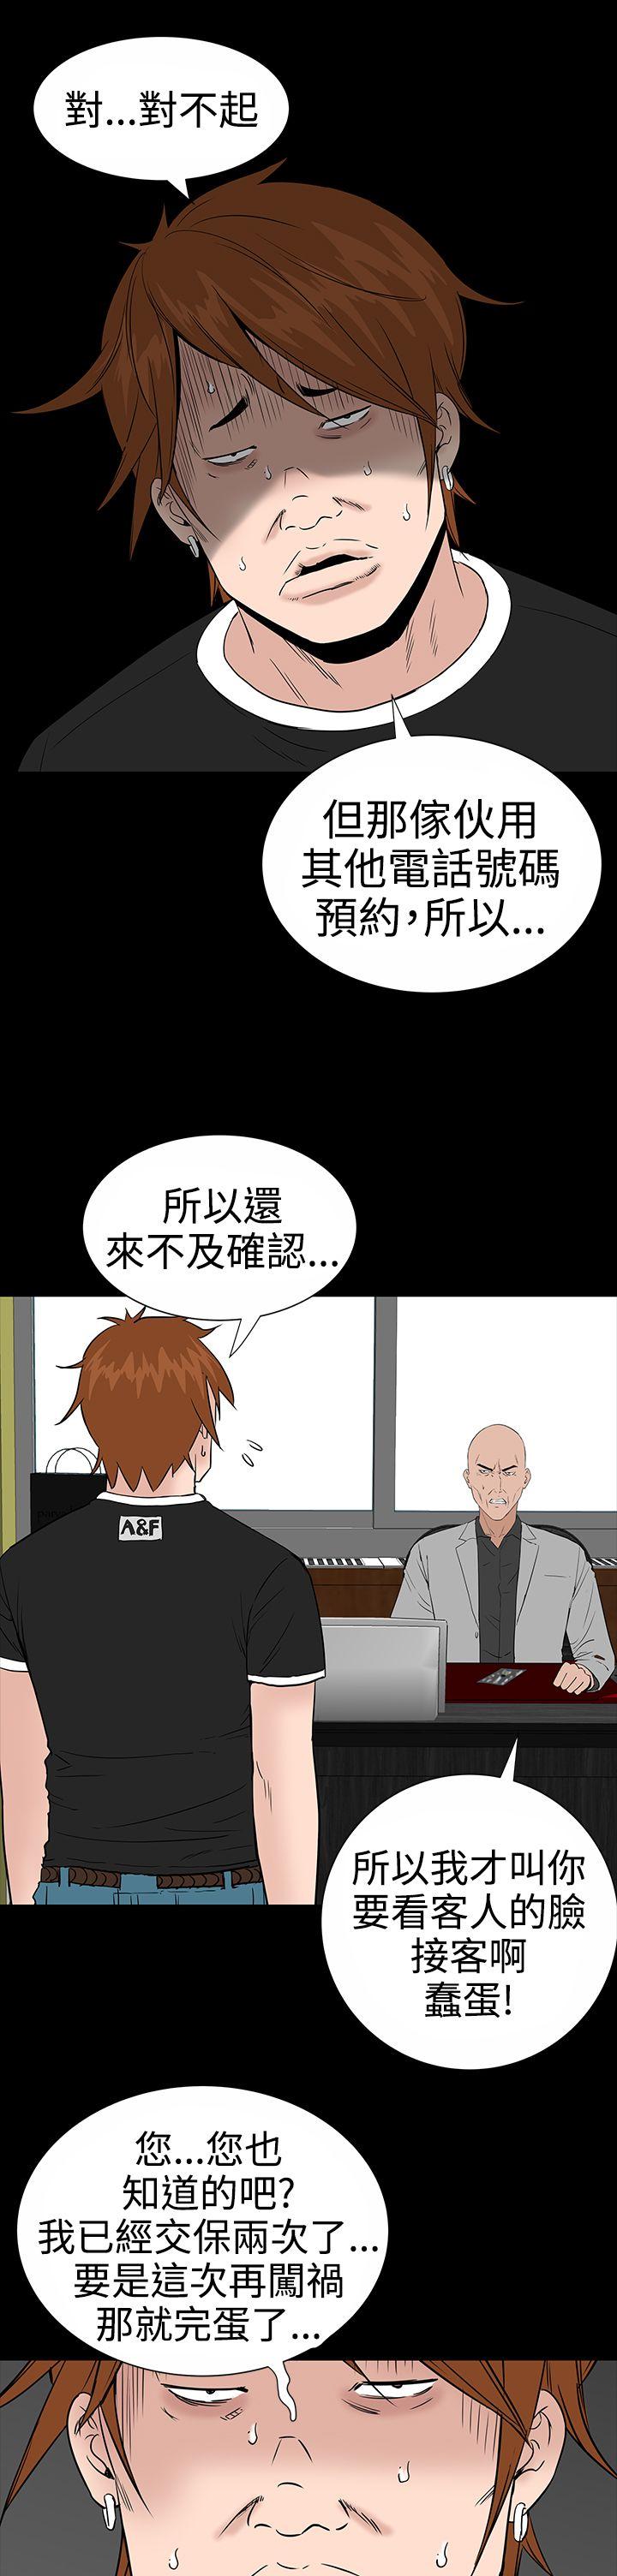 對...對不起
但那傢伙用
其他電話號碼
預約，所以...
所以還
來不及確認...
A&F
所以我才叫你
要看客人的臉
接客啊
蠢蛋!
您...您也
知道的吧?
我已經交保兩次了...
要是這次再闖禍
那就完蛋了...